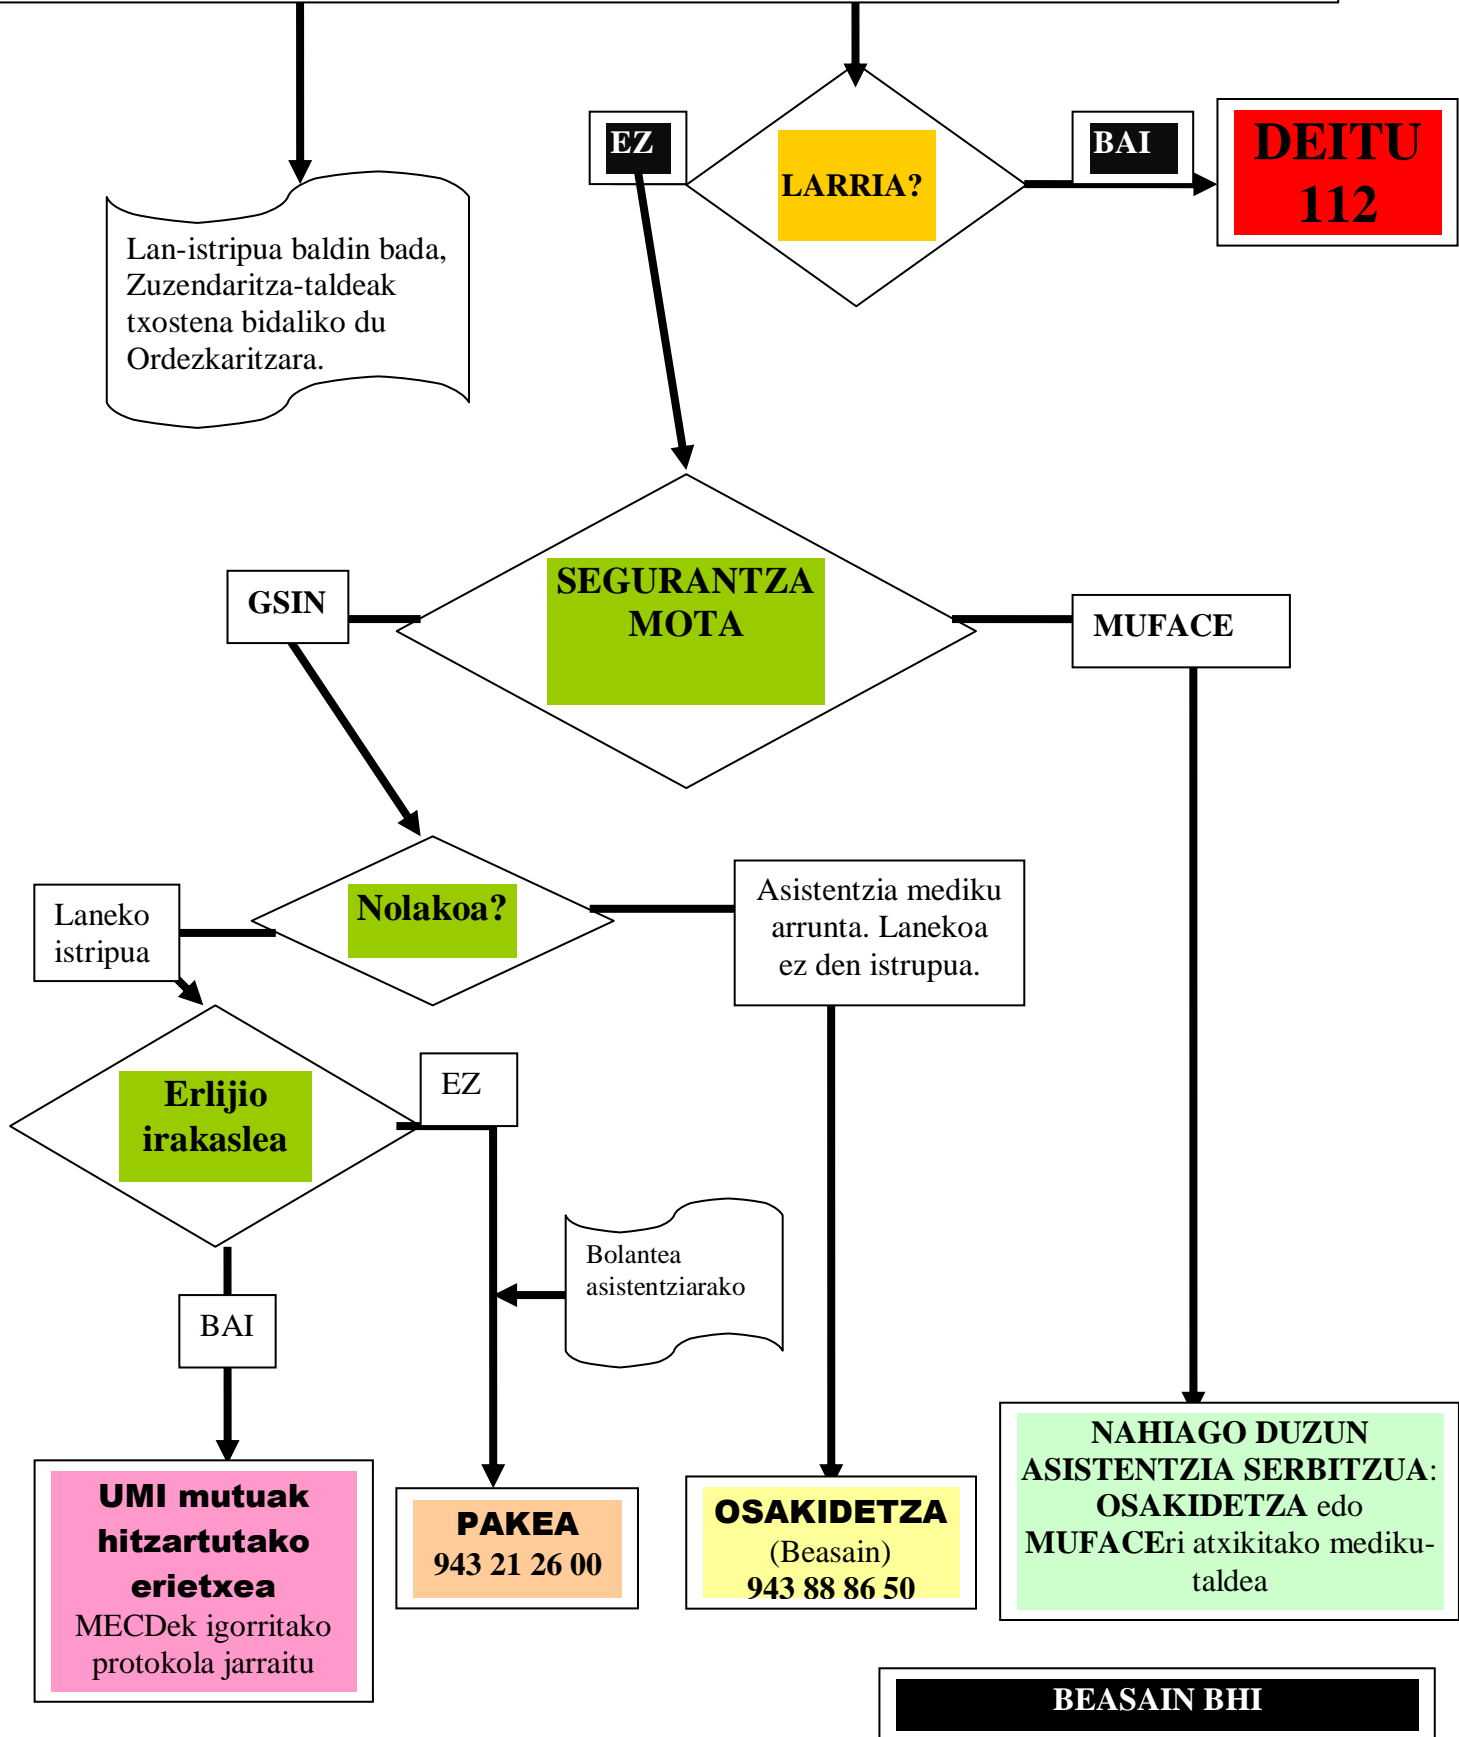 EZ
LARRIA?
BAI
DEITU
112
Lan-istripua baldin bada,
Zuzendaritza-taldeak
txostena bidaliko du
Ordezkaritzara.
GSIN
SEGURANTZA
MOTA
MUFACE
Laneko
istripua
Nolakoa?
Asistentzia mediku
arrunta. Lanekoa
ez den istrupua.
Erlijio
irakaslea
EZ
Bolantea
asistentziarako
BAI
UMI mutuak
hitzartutako
erietxea
MECDek igorritako
protokola jarraitu
PAKEA
943 21 26 00
OSAKIDETZA
(Beasain)
943 88 86 50
NAHIAGO DUZUN
ASISTENTZIA SERBITZUA:
OSAKIDETZA edo
MUFACEri atxikitako mediku-
taldea
BEASAIN BHI